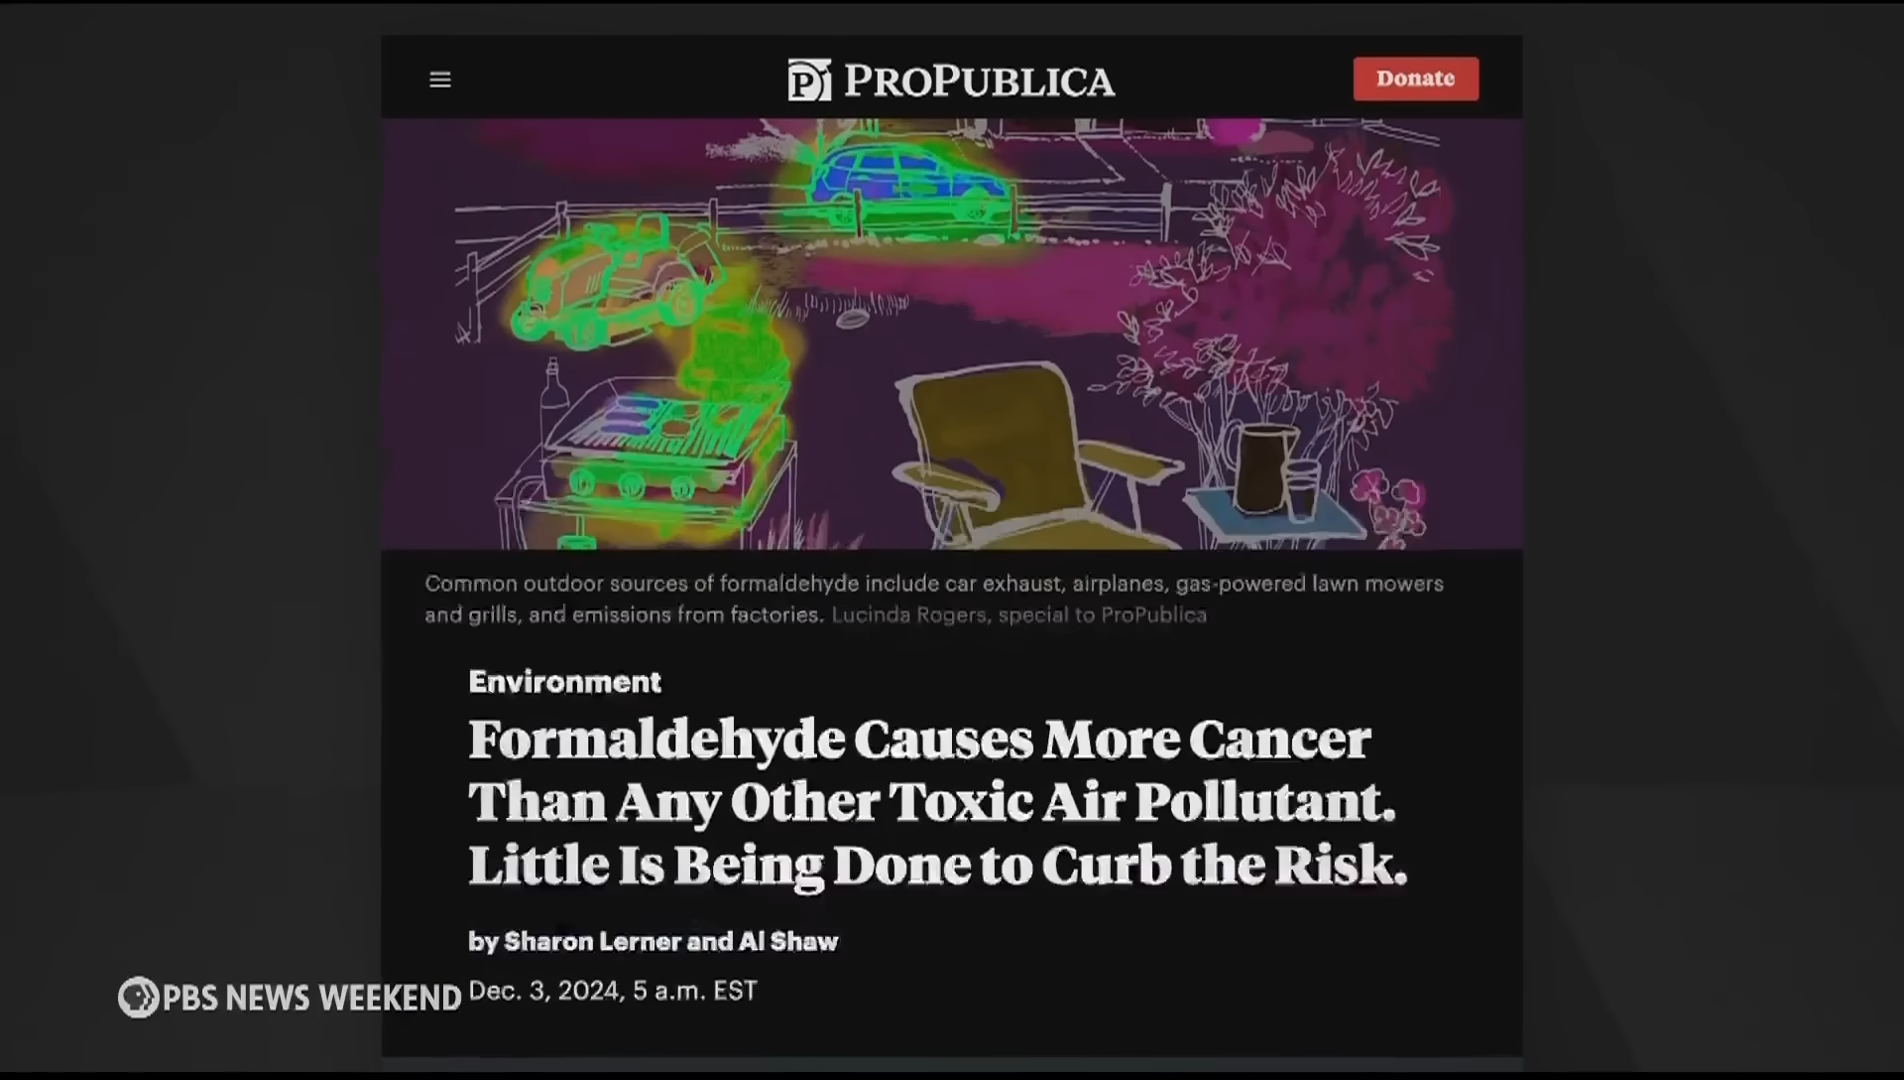 PROPUBLICA
Donate
Common outdoor sources of formaldehyde include car exhaust, airplanes, gas-powered lawn mowers
and grills, and emissions from factories. Lucinda Rogers, special to ProPublica
Environment
Formaldehyde Causes More Cancer
Than Any Other Toxic Air Pollutant.
Little Is Being Done to Curb the Risk.
by Sharon Lerner and Al Shaw
Dec. 3, 2024, 5 a.m. EST
PBS NEWS WEEKEND